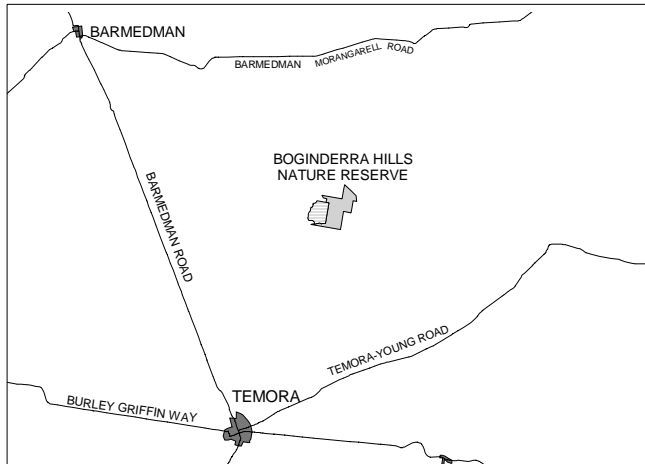 BARMEDMAN
BARMEDMAN MORANGARELL ROAD
BOGINDERRA HILLS
NATURE RESERVE
BARMEDMAN ROAD
TEMORA-YOUNG ROAD
TEMORA
BURLEY GRIFFIN WAY